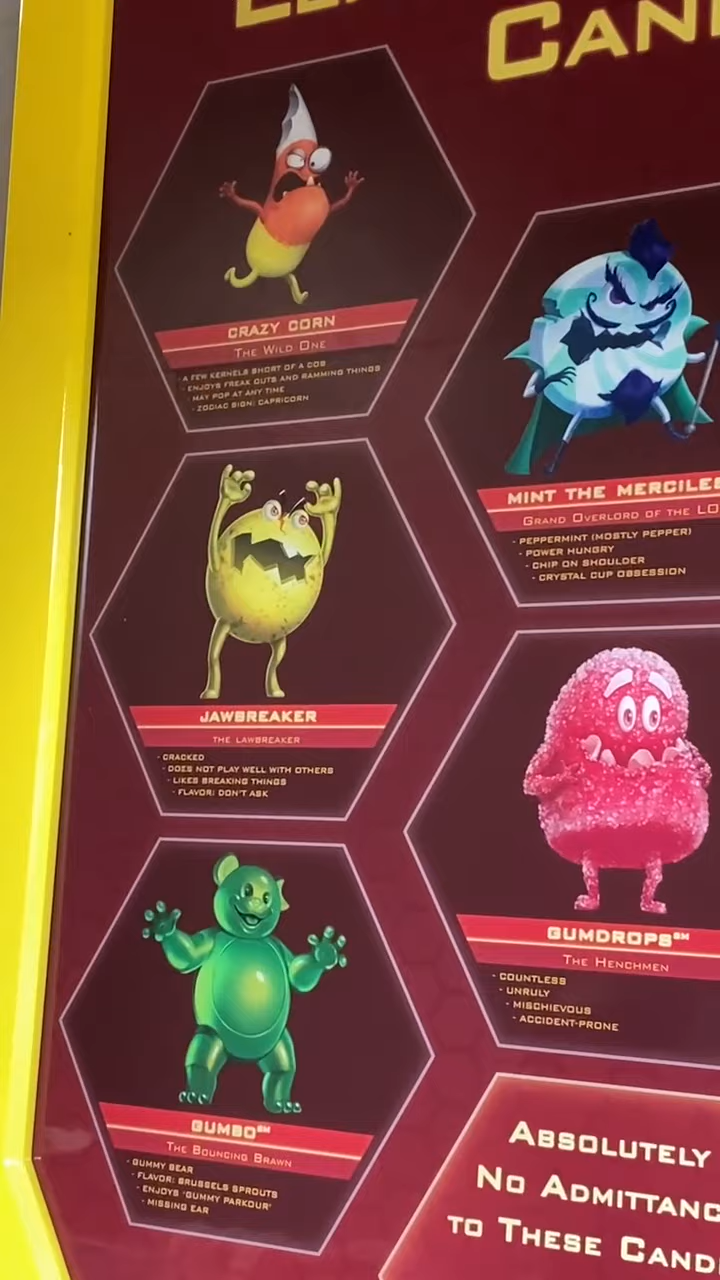 CAN
CRAZY CORN
THE WILD ONE
- A FEW KERNELS SHORT OF A COB
- ENJOYS FREAK OUTS AND RAMMING THINGS
- MAY POP AT ANY TIME
- ZODIAC SIGN: CAPRICORN
MINT THE MERCILES
GRAND OVERLORD OF THE LO
- PEPPERMINT (MOSTLY PEPPER)
- POWER HUNGRY
- CHIP ON SHOULDER
- CRYSTAL CUP OBSESSION
JAWBREAKER
THE LAWBREAKER
- CRACKED
- DOES NOT PLAY WELL WITH OTHERS
- LIKES BREAKING THINGS
- FLAVOR: DON'T ASK
GUMDROPS℠
THE HENCHMEN
- COUNTLESS
- UNRULY
- MISCHIEVOUS
- ACCIDENT-PRONE
GUMBO℠
THE BOUNCING BRAWN
- GUMMY BEAR
- FLAVOR: BRUSSELS SPROUTS
- ENJOYS 'GUMMY PARKOUR'
- MISSING EAR
ABSOLUTELY
NO ADMITTANC
TO THESE CAND